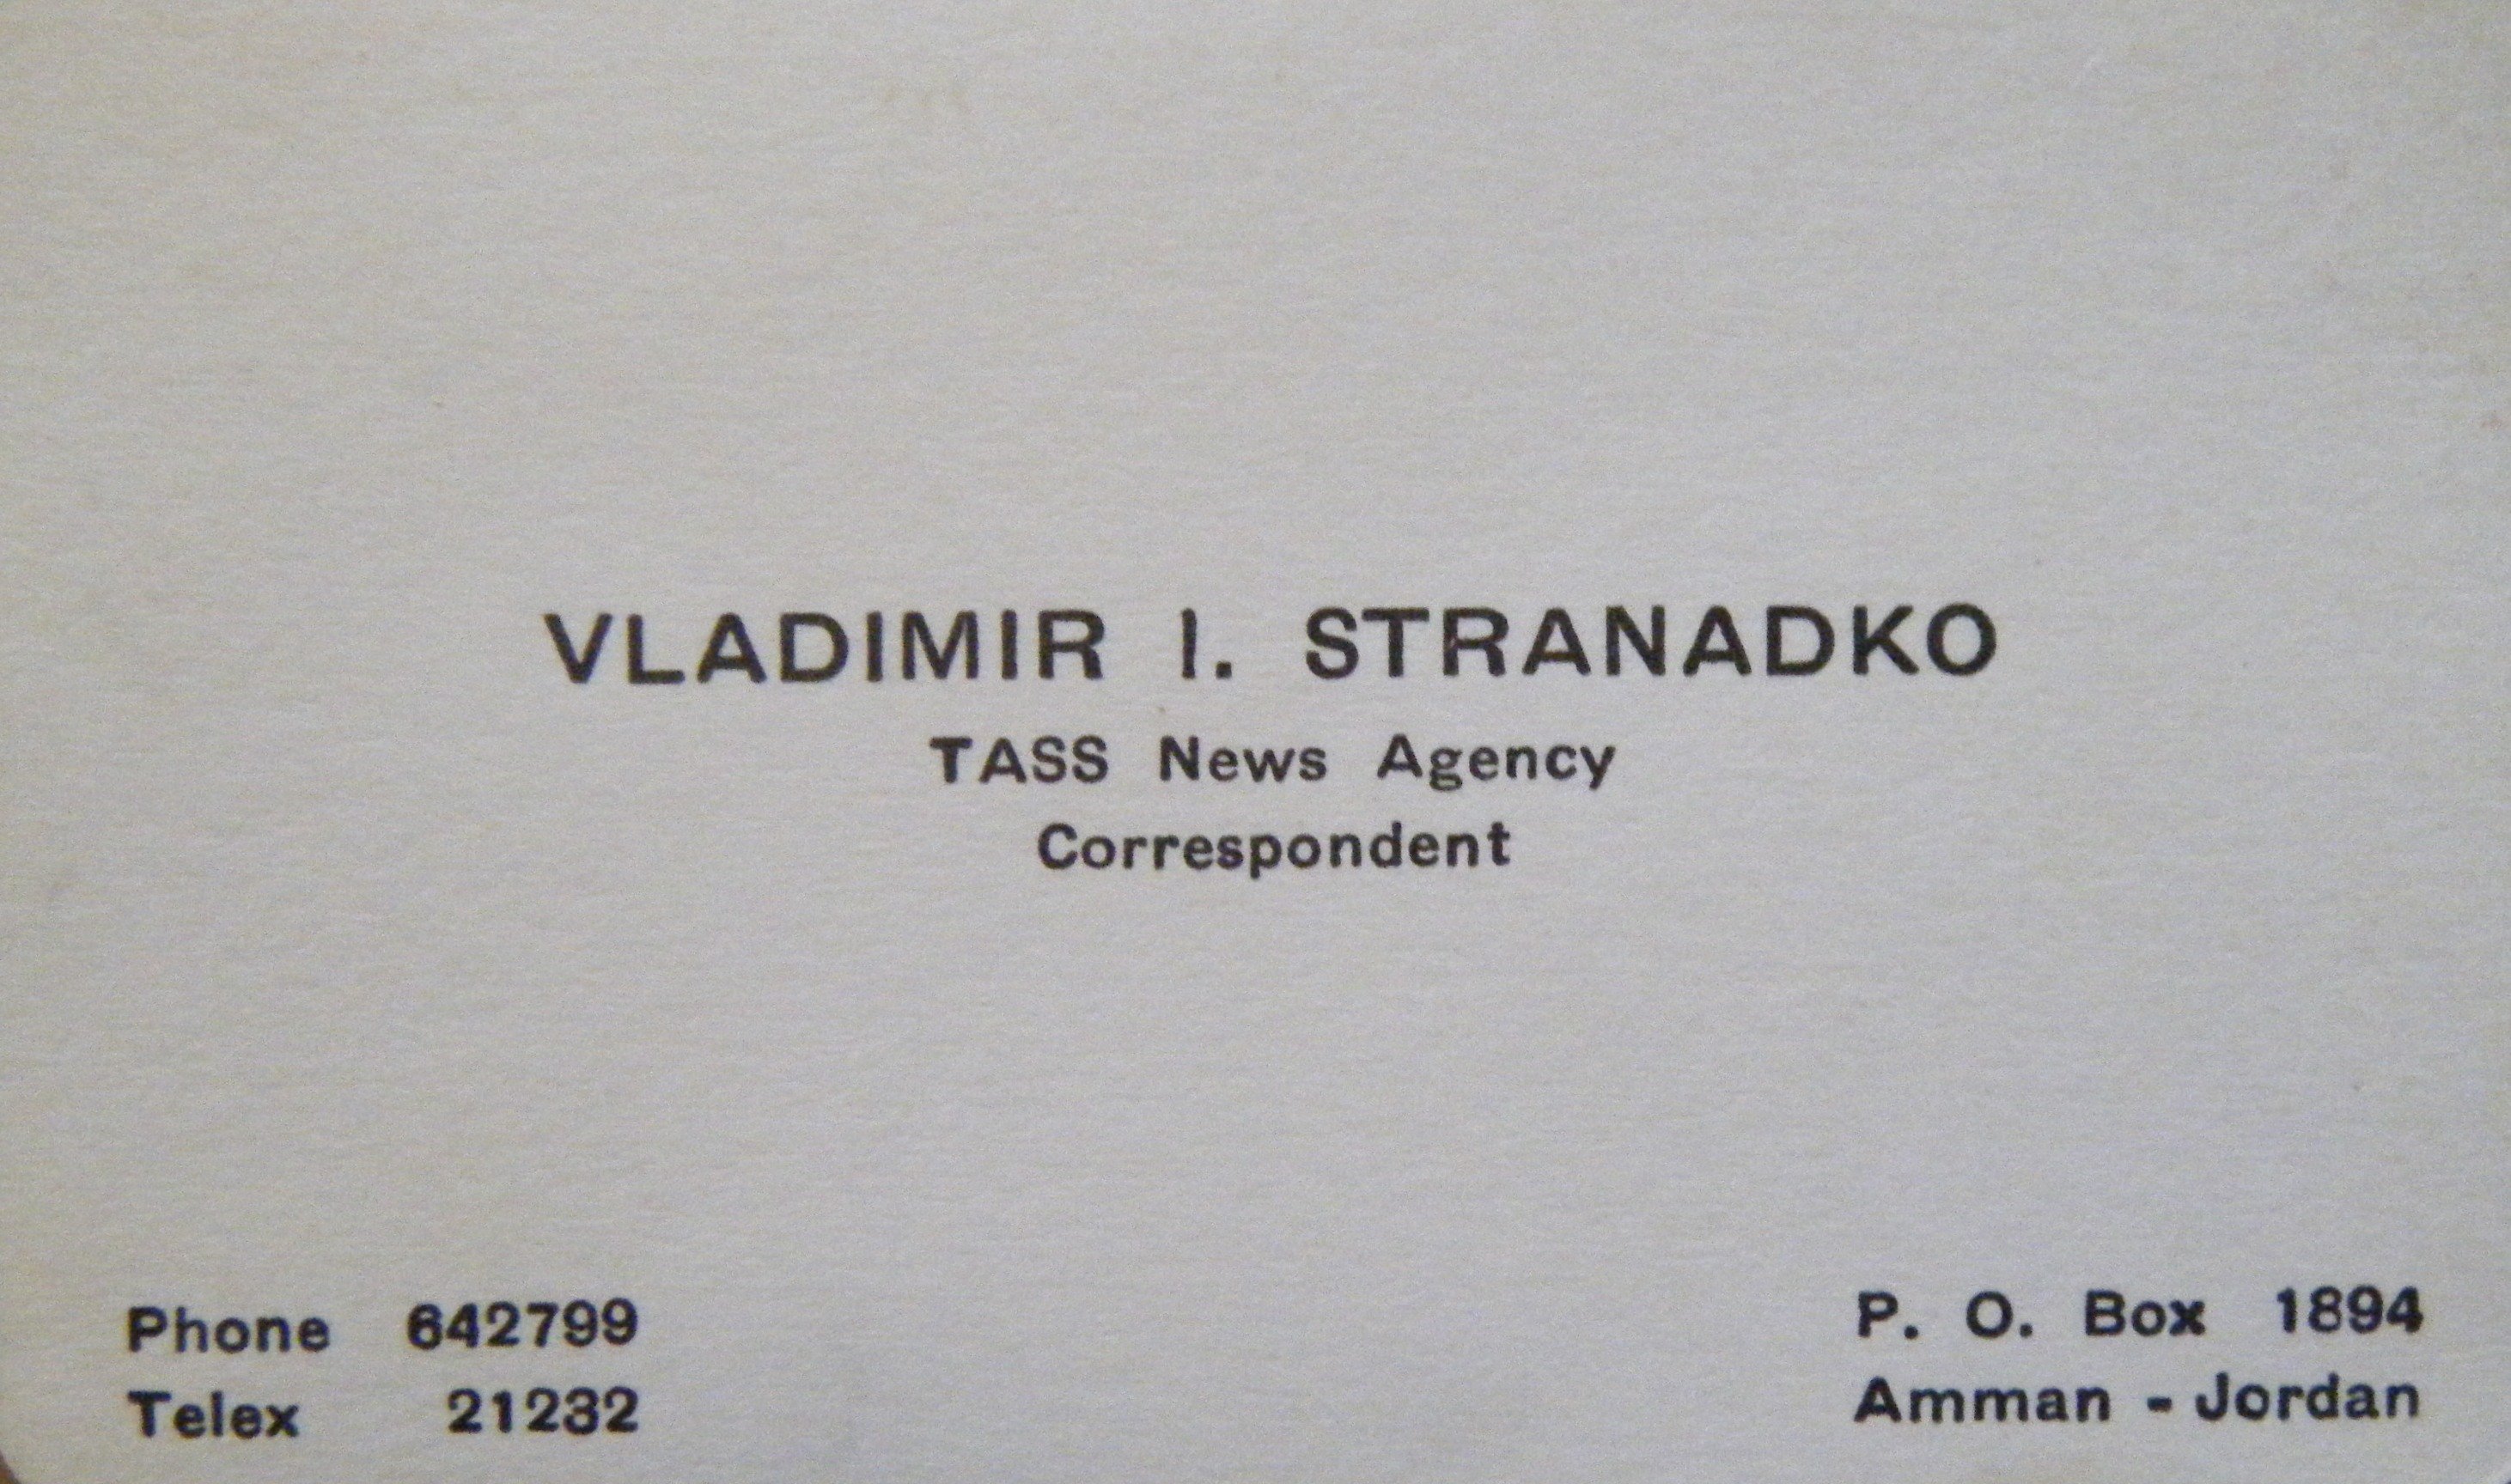 VLADIMIR I. STRANADKO
TASS News Agency
Correspondent
Phone 642799
Telex 21232
P. O. Box 1894
Amman - Jordan